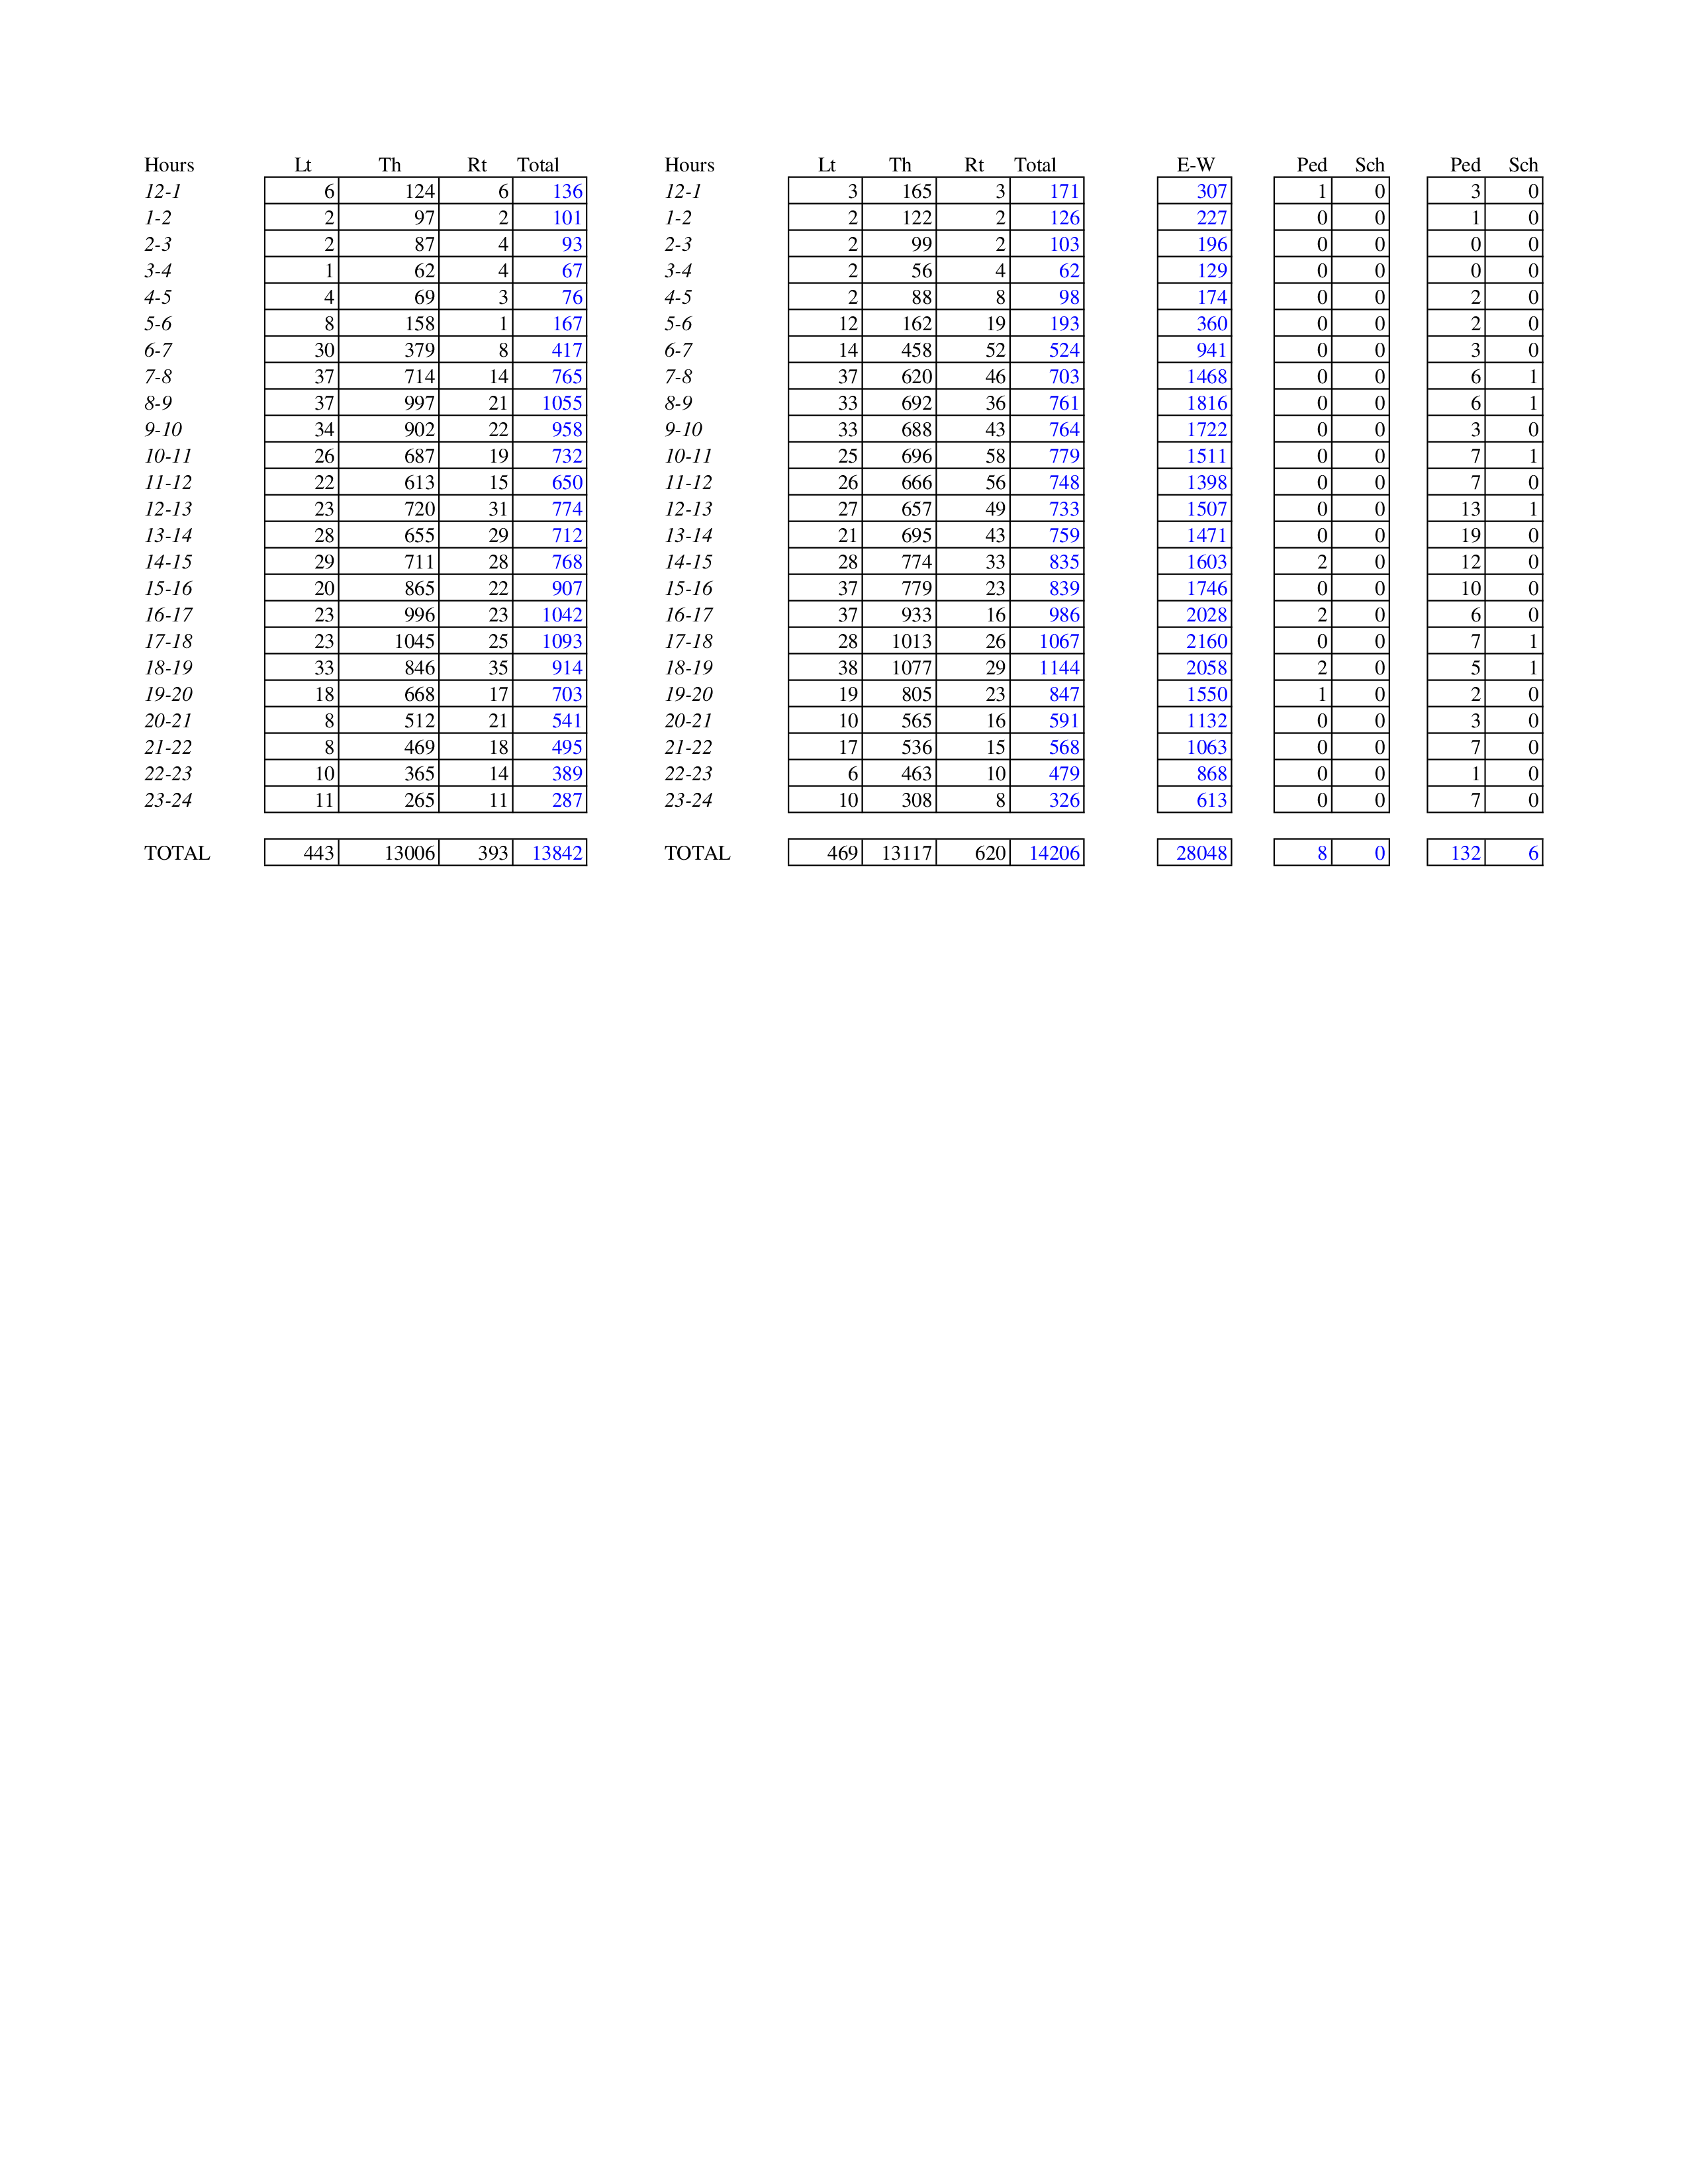 Hours Lt Th Rt Total Hours Lt Th Rt Total E-W Ped Sch Ped Sch
12-1 6 124 6 136 12-1 3 165 3 171 307 1 0 3 0
1-2 2 97 2 101 1-2 2 122 2 126 227 0 0 1 0
2-3 2 87 4 93 2-3 2 99 2 103 196 0 0 0 0
3-4 1 62 4 67 3-4 2 56 4 62 129 0 0 0 0
4-5 4 69 3 76 4-5 2 88 8 98 174 0 0 2 0
5-6 8 158 1 167 5-6 12 162 19 193 360 0 0 2 0
6-7 30 379 8 417 6-7 14 458 52 524 941 0 0 3 0
7-8 37 714 14 765 7-8 37 620 46 703 1468 0 0 6 1
8-9 37 997 21 1055 8-9 33 692 36 761 1816 0 0 6 1
9-10 34 902 22 958 9-10 33 688 43 764 1722 0 0 3 0
10-11 26 687 19 732 10-11 25 696 58 779 1511 0 0 7 1
11-12 22 613 15 650 11-12 26 666 56 748 1398 0 0 7 0
12-13 23 720 31 774 12-13 27 657 49 733 1507 0 0 13 1
13-14 28 655 29 712 13-14 21 695 43 759 1471 0 0 19 0
14-15 29 711 28 768 14-15 28 774 33 835 1603 2 0 12 0
15-16 20 865 22 907 15-16 37 779 23 839 1746 0 0 10 0
16-17 23 996 23 1042 16-17 37 933 16 986 2028 2 0 6 0
17-18 23 1045 25 1093 17-18 28 1013 26 1067 2160 0 0 7 1
18-19 33 846 35 914 18-19 38 1077 29 1144 2058 2 0 5 1
19-20 18 668 17 703 19-20 19 805 23 847 1550 1 0 2 0
20-21 8 512 21 541 20-21 10 565 16 591 1132 0 0 3 0
21-22 8 469 18 495 21-22 17 536 15 568 1063 0 0 7 0
22-23 10 365 14 389 22-23 6 463 10 479 868 0 0 1 0
23-24 11 265 11 287 23-24 10 308 8 326 613 0 0 7 0
TOTAL 443 13006 393 13842 TOTAL 469 13117 620 14206 28048 8 0 132 6